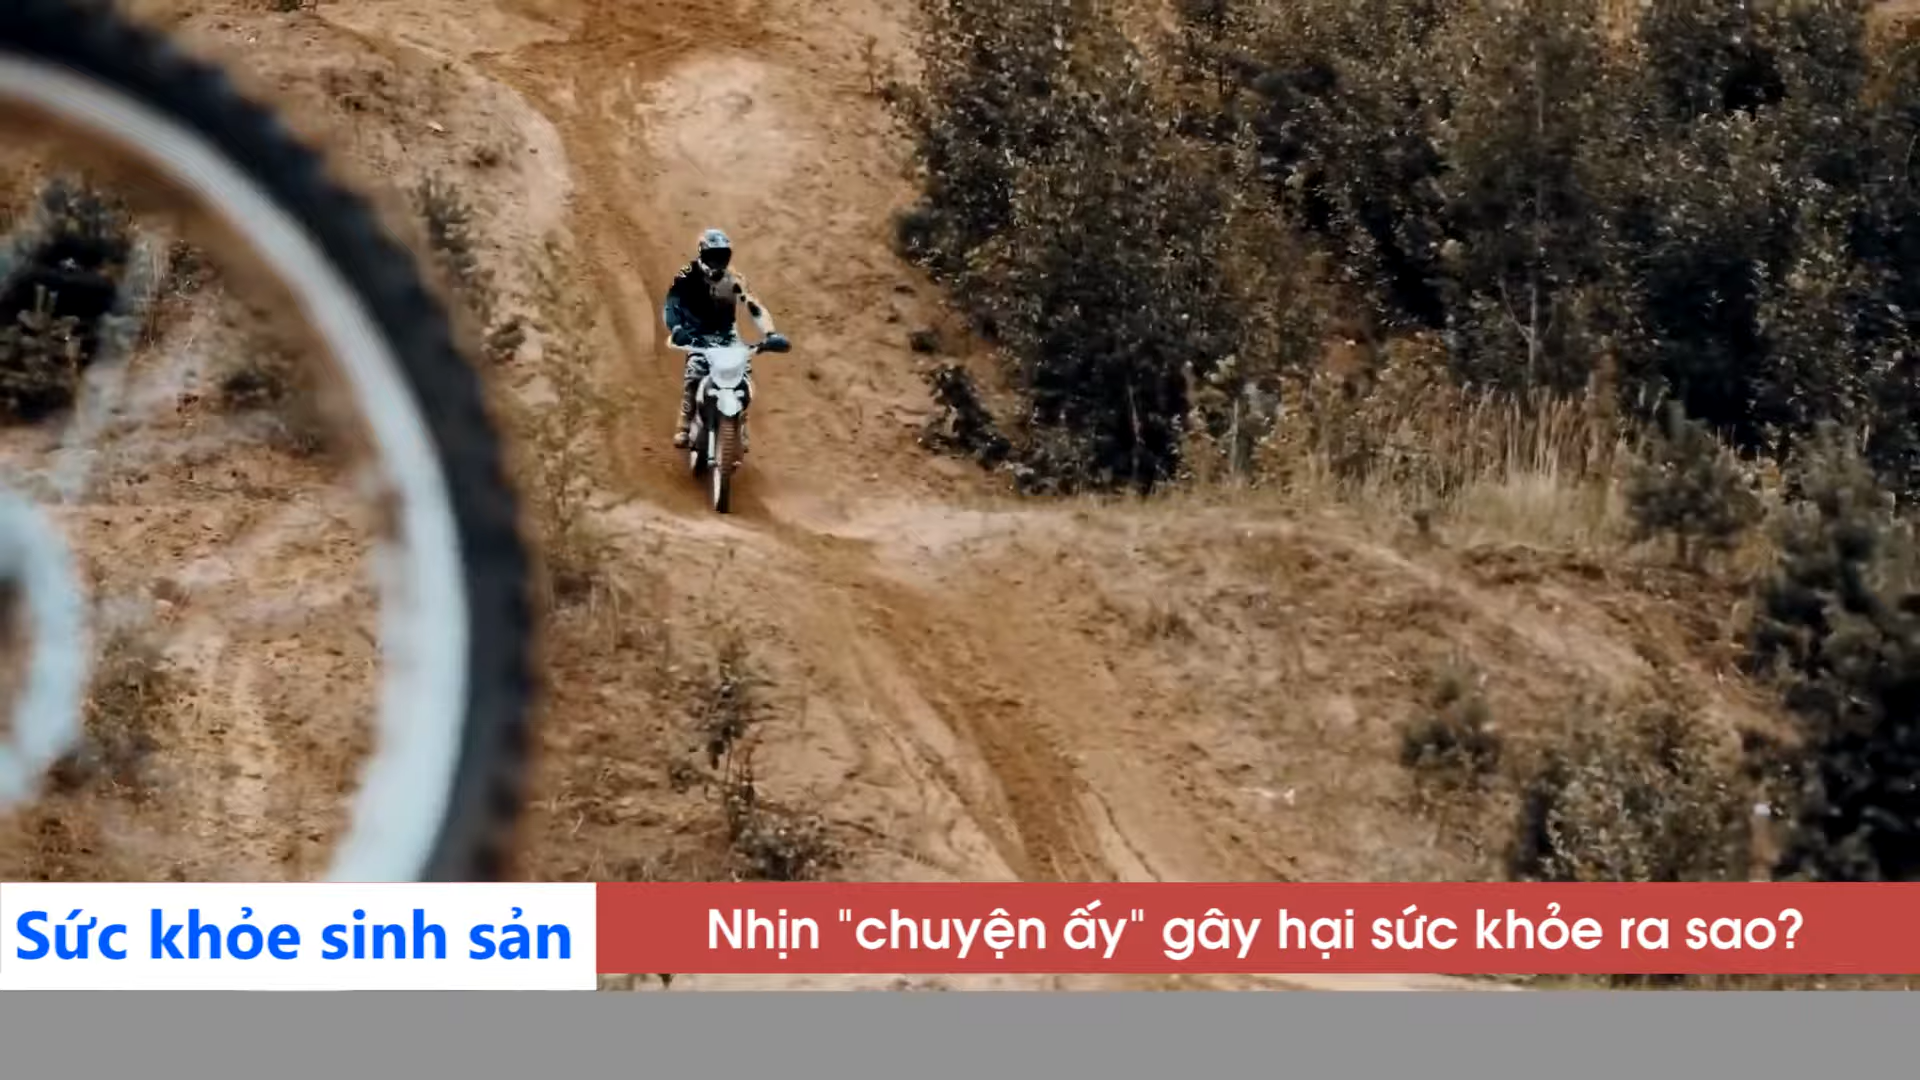 Sức khỏe sinh sản
Nhịn "chuyện ấy" gây hại sức khỏe ra sao?